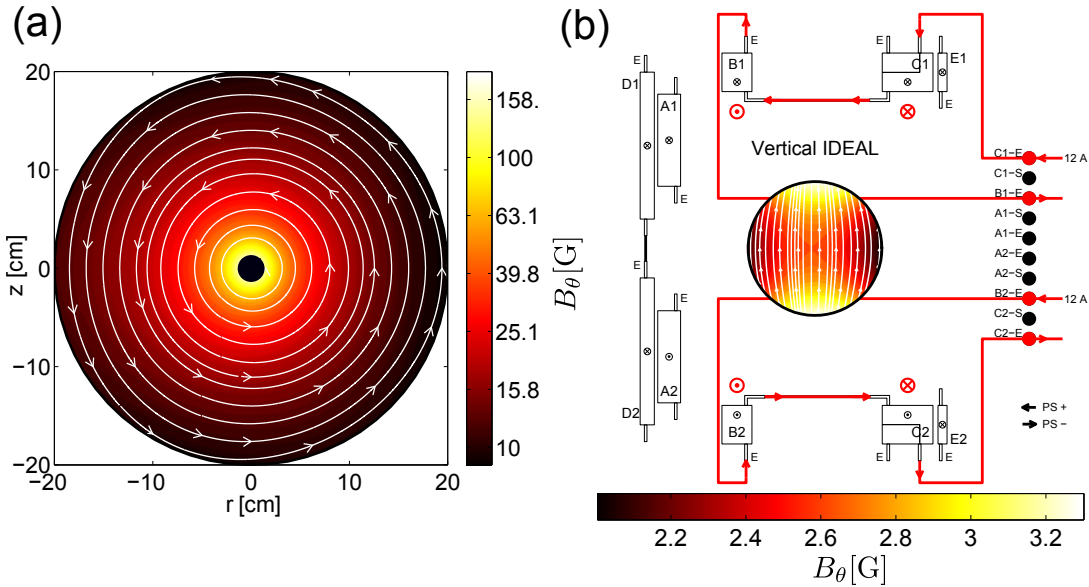 (a)
20
10
0
−10
−20
z [cm]
−20
−10
0
10
20
r [cm]
158.
100
63.1
39.8
25.1
15.8
10
Bθ[G]
(b)
E
D1
E
A1
E
E
A2
E
D2
E
E
B1
E
C1
E1
E
Vertical IDEAL
B2
E
C2
E
E2
E
C1−E
12 A
C1−S
B1−E
A1−S
A1−E
A2−E
A2−S
B2−E
12 A
C2−S
C2−E
PS +
PS −
2.2
2.4
2.6
2.8
3
3.2
Bθ[G]